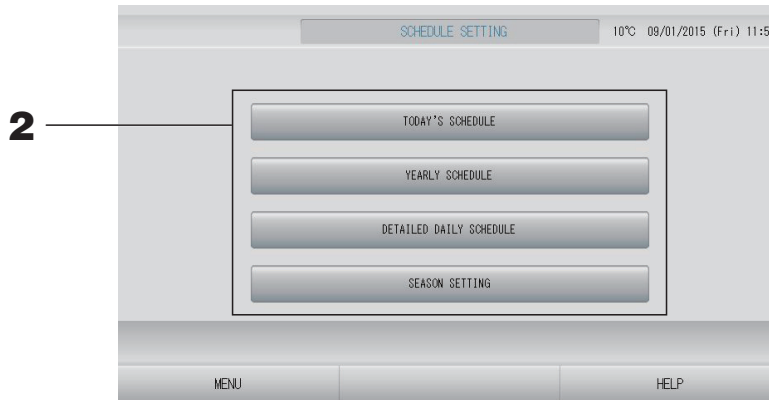 SCHEDULE SETTING 10℃ 09/01/2015 (Fri) 11:5
2
TODAY'S SCHEDULE
YEARLY SCHEDULE
DETAILED DAILY SCHEDULE
SEASON SETTING
MENU HELP